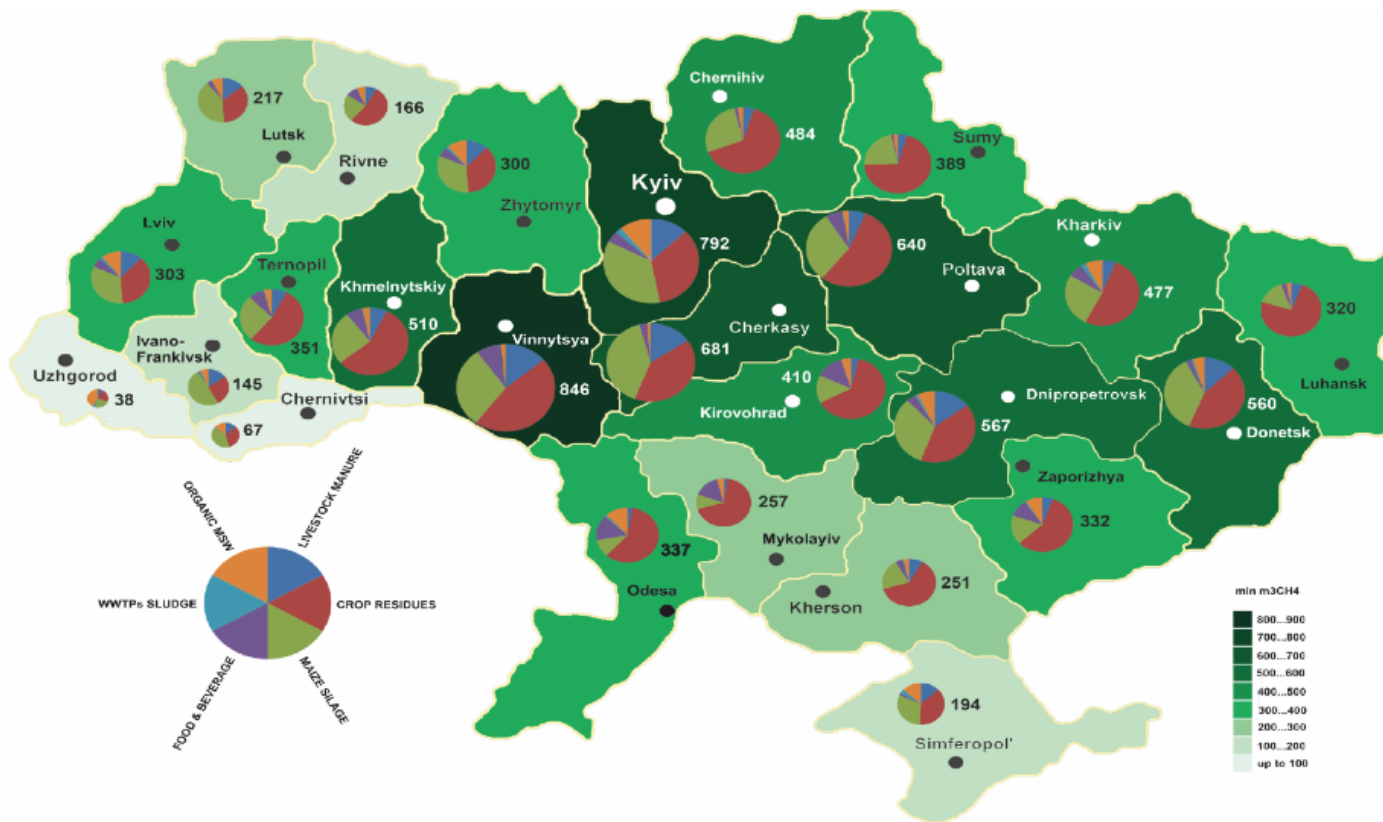 Chernihiv
484
Sumy
389
217
Lutsk
166
Rivne
300
Zhytomyr
Kyiv
792
640
Poltava
Kharkiv
477
320
Luhansk
Lviv
303
Ternopil
351
Khmelnytskiy
510
Vinnytsya
846
Cherkasy
681
410
Kirovohrad
Dnipropetrovsk
567
560
Donetsk
Ivano-
Frankivsk
145
Uzhgorod
38
Chernivtsi
67
Zaporizhya
332
257
Mykolayiv
337
Odesa
251
Kherson
194
Simferopol'
ORGANIC MSW
LIVESTOCK MANURE
WWTPs SLUDGE
CROP RESIDUES
FOOD & BEVERAGE
MAIZE SILAGE
mln m3CH4
800...900
700...800
600...700
500...600
400...500
300...400
200...300
100...200
up to 100